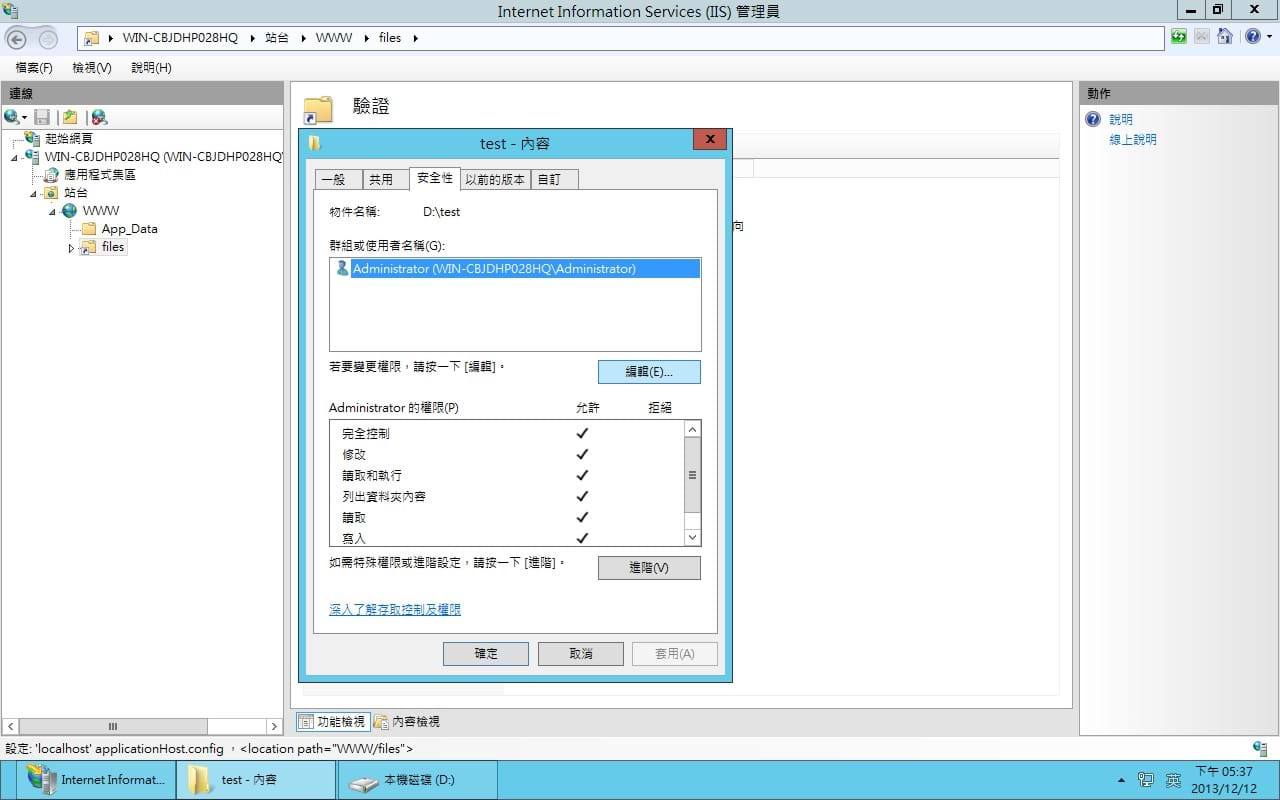 Internet Information Services (IIS) 管理員
WIN-CBJDHP028HQ 站台 WWW files
檔案(F) 檢視(V) 說明(H)
連線
起始網頁
WIN-CBJDHP028HQ (WIN-CBJDHP028HQ\
應用程式集區
站台
WWW
App_Data
files
驗證
向
test - 內容
X
一般 共用 安全性 以前的版本 自訂
物件名稱: D:\test
群組或使用者名稱(G):
Administrator (WIN-CBJDHP028HQ\Administrator)
若要變更權限，請按一下 [編輯]。
編輯(E)...
Administrator 的權限(P) 允許 拒絕
完全控制
修改
讀取和執行
列出資料夾內容
讀取
寫入
如需特殊權限或進階設定，請按一下 [進階]。
進階(V)
深入了解存取控制及權限
確定 取消 套用(A)
動作
說明
線上說明
功能檢視 內容檢視
設定: 'localhost' applicationHost.config ，<location path="WWW/files">
Internet Informat... test - 內容 本機磁碟 (D:)
英
下午 05:37
2013/12/12